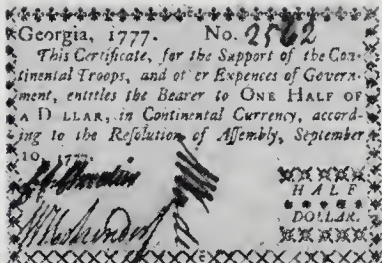 Georgia, 1777. No. 2502
This Certificate, for the Support of the Con-
tinental Troops, and ot er Expences of Govern-
ment, entitles the Bearer to ONE HALF OF
A D LLAR, in Continental Currency, accord-
ing to the Resolution of Assembly, September
10, 177.
HALF
DOLLAR.